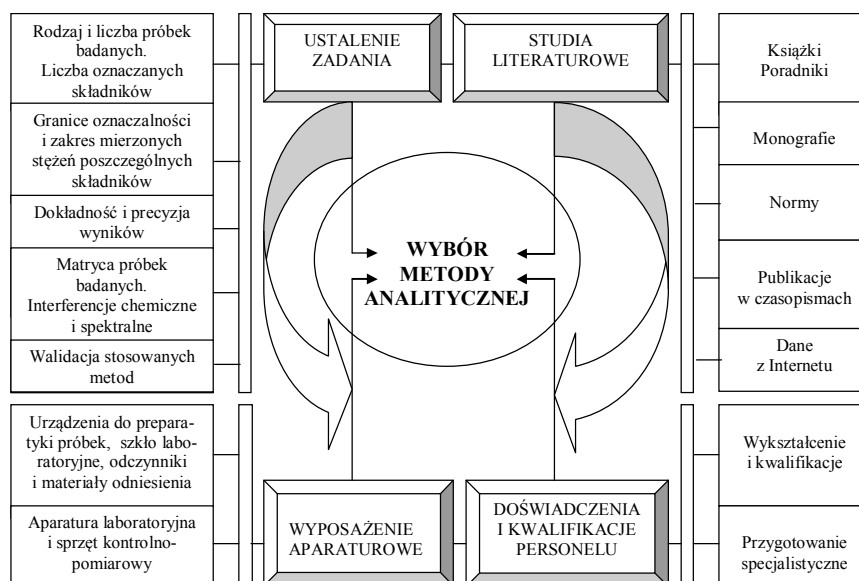 Rodzaj i liczba próbek
badanych.
Liczba oznaczanych
składników
Granice oznaczalności
i zakres mierzonych
stężeń poszczególnych
składników
Dokładność i precyzja
wyników
Matryca próbek
badanych.
Interferencje chemiczne
i spektralne
Walidacja stosowanych
metod
USTALENIE
ZADANIA
STUDIA
LITERATUROWE
Książki
Poradniki
Monografie
Normy
Publikacje
w czasopismach
Dane
z Internetu
WYBÓR
METODY
ANALITYCZNEJ
Urządzenia do prepara-
tyki próbek, szkło labo-
ratoryjne, odczynniki
i materiały odniesienia
Aparatura laboratoryjna
i sprzęt kontrolno-
pomiarowy
WYPOSAŻENIE
APARATUROWE
DOŚWIADCZENIA
I KWALIFIKACJE
PERSONELU
Wykształcenie
i kwalifikacje
Przygotowanie
specjalistyczne